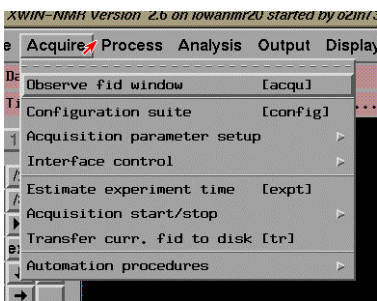 XWIN-NMR Version 2.6 on iowanmr20 started by o2in73
Acquire Process Analysis Output Display
Observe fid window [acqu]
Configuration suite [config]
Acquisition parameter setup
Interface control
Estimate experiment time [expt]
Acquisition start/stop
Transfer curr. fid to disk [tr]
Automation procedures